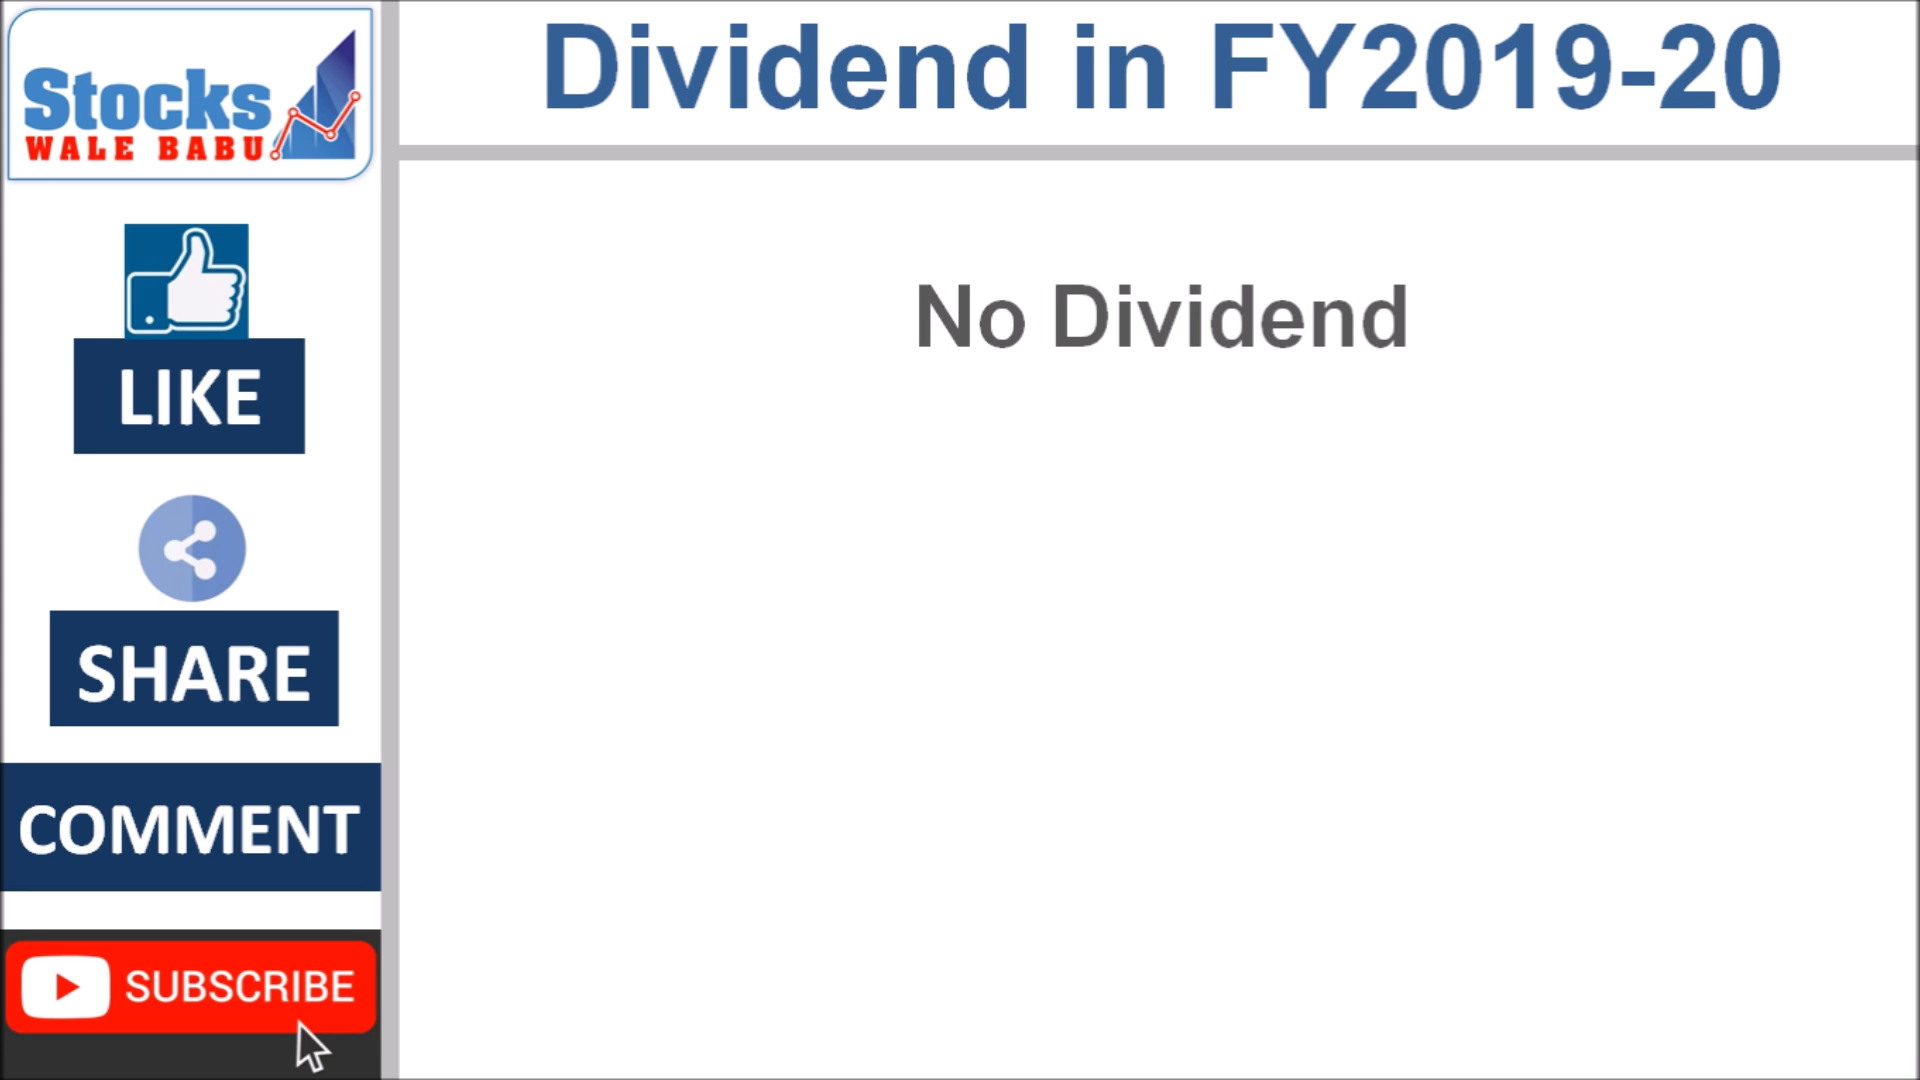 Stocks
WALE BABU
LIKE
SHARE
COMMENT
SUBSCRIBE
Dividend in FY2019-20
No Dividend